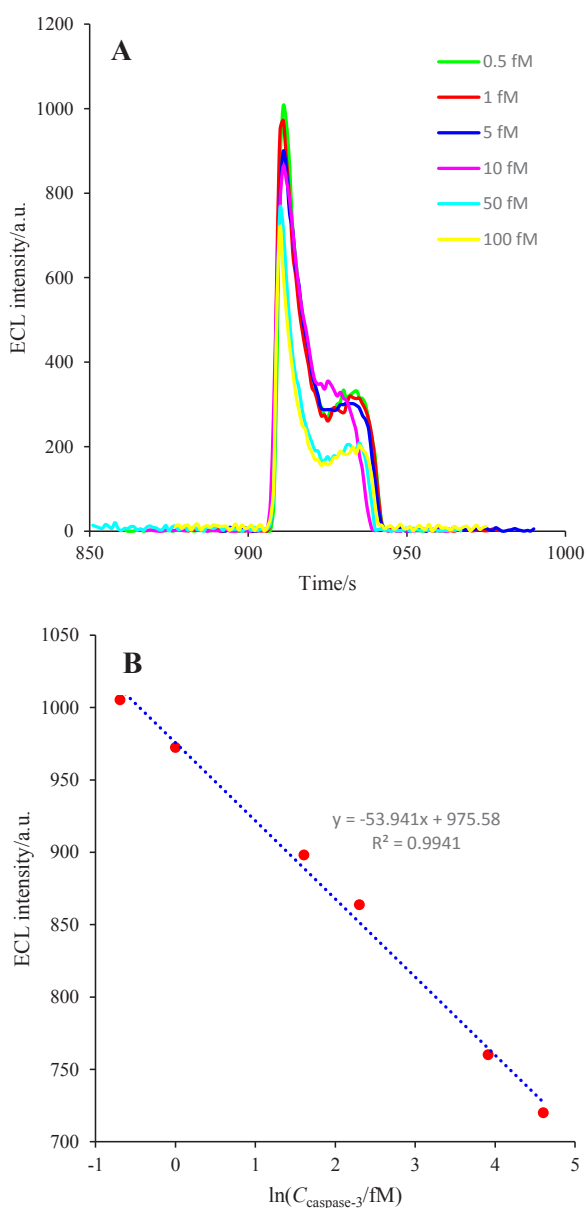 A
1200
1000
800
600
400
200
0
ECL intensity/a.u.
0.5 fM
1 fM
5 fM
10 fM
50 fM
100 fM
850
900
950
1000
Time/s
B
1050
1000
950
900
850
800
750
700
ECL intensity/a.u.
y = -53.941x + 975.58
R² = 0.9941
-1
0
1
2
3
4
5
ln(Ccaspase-3/fM)